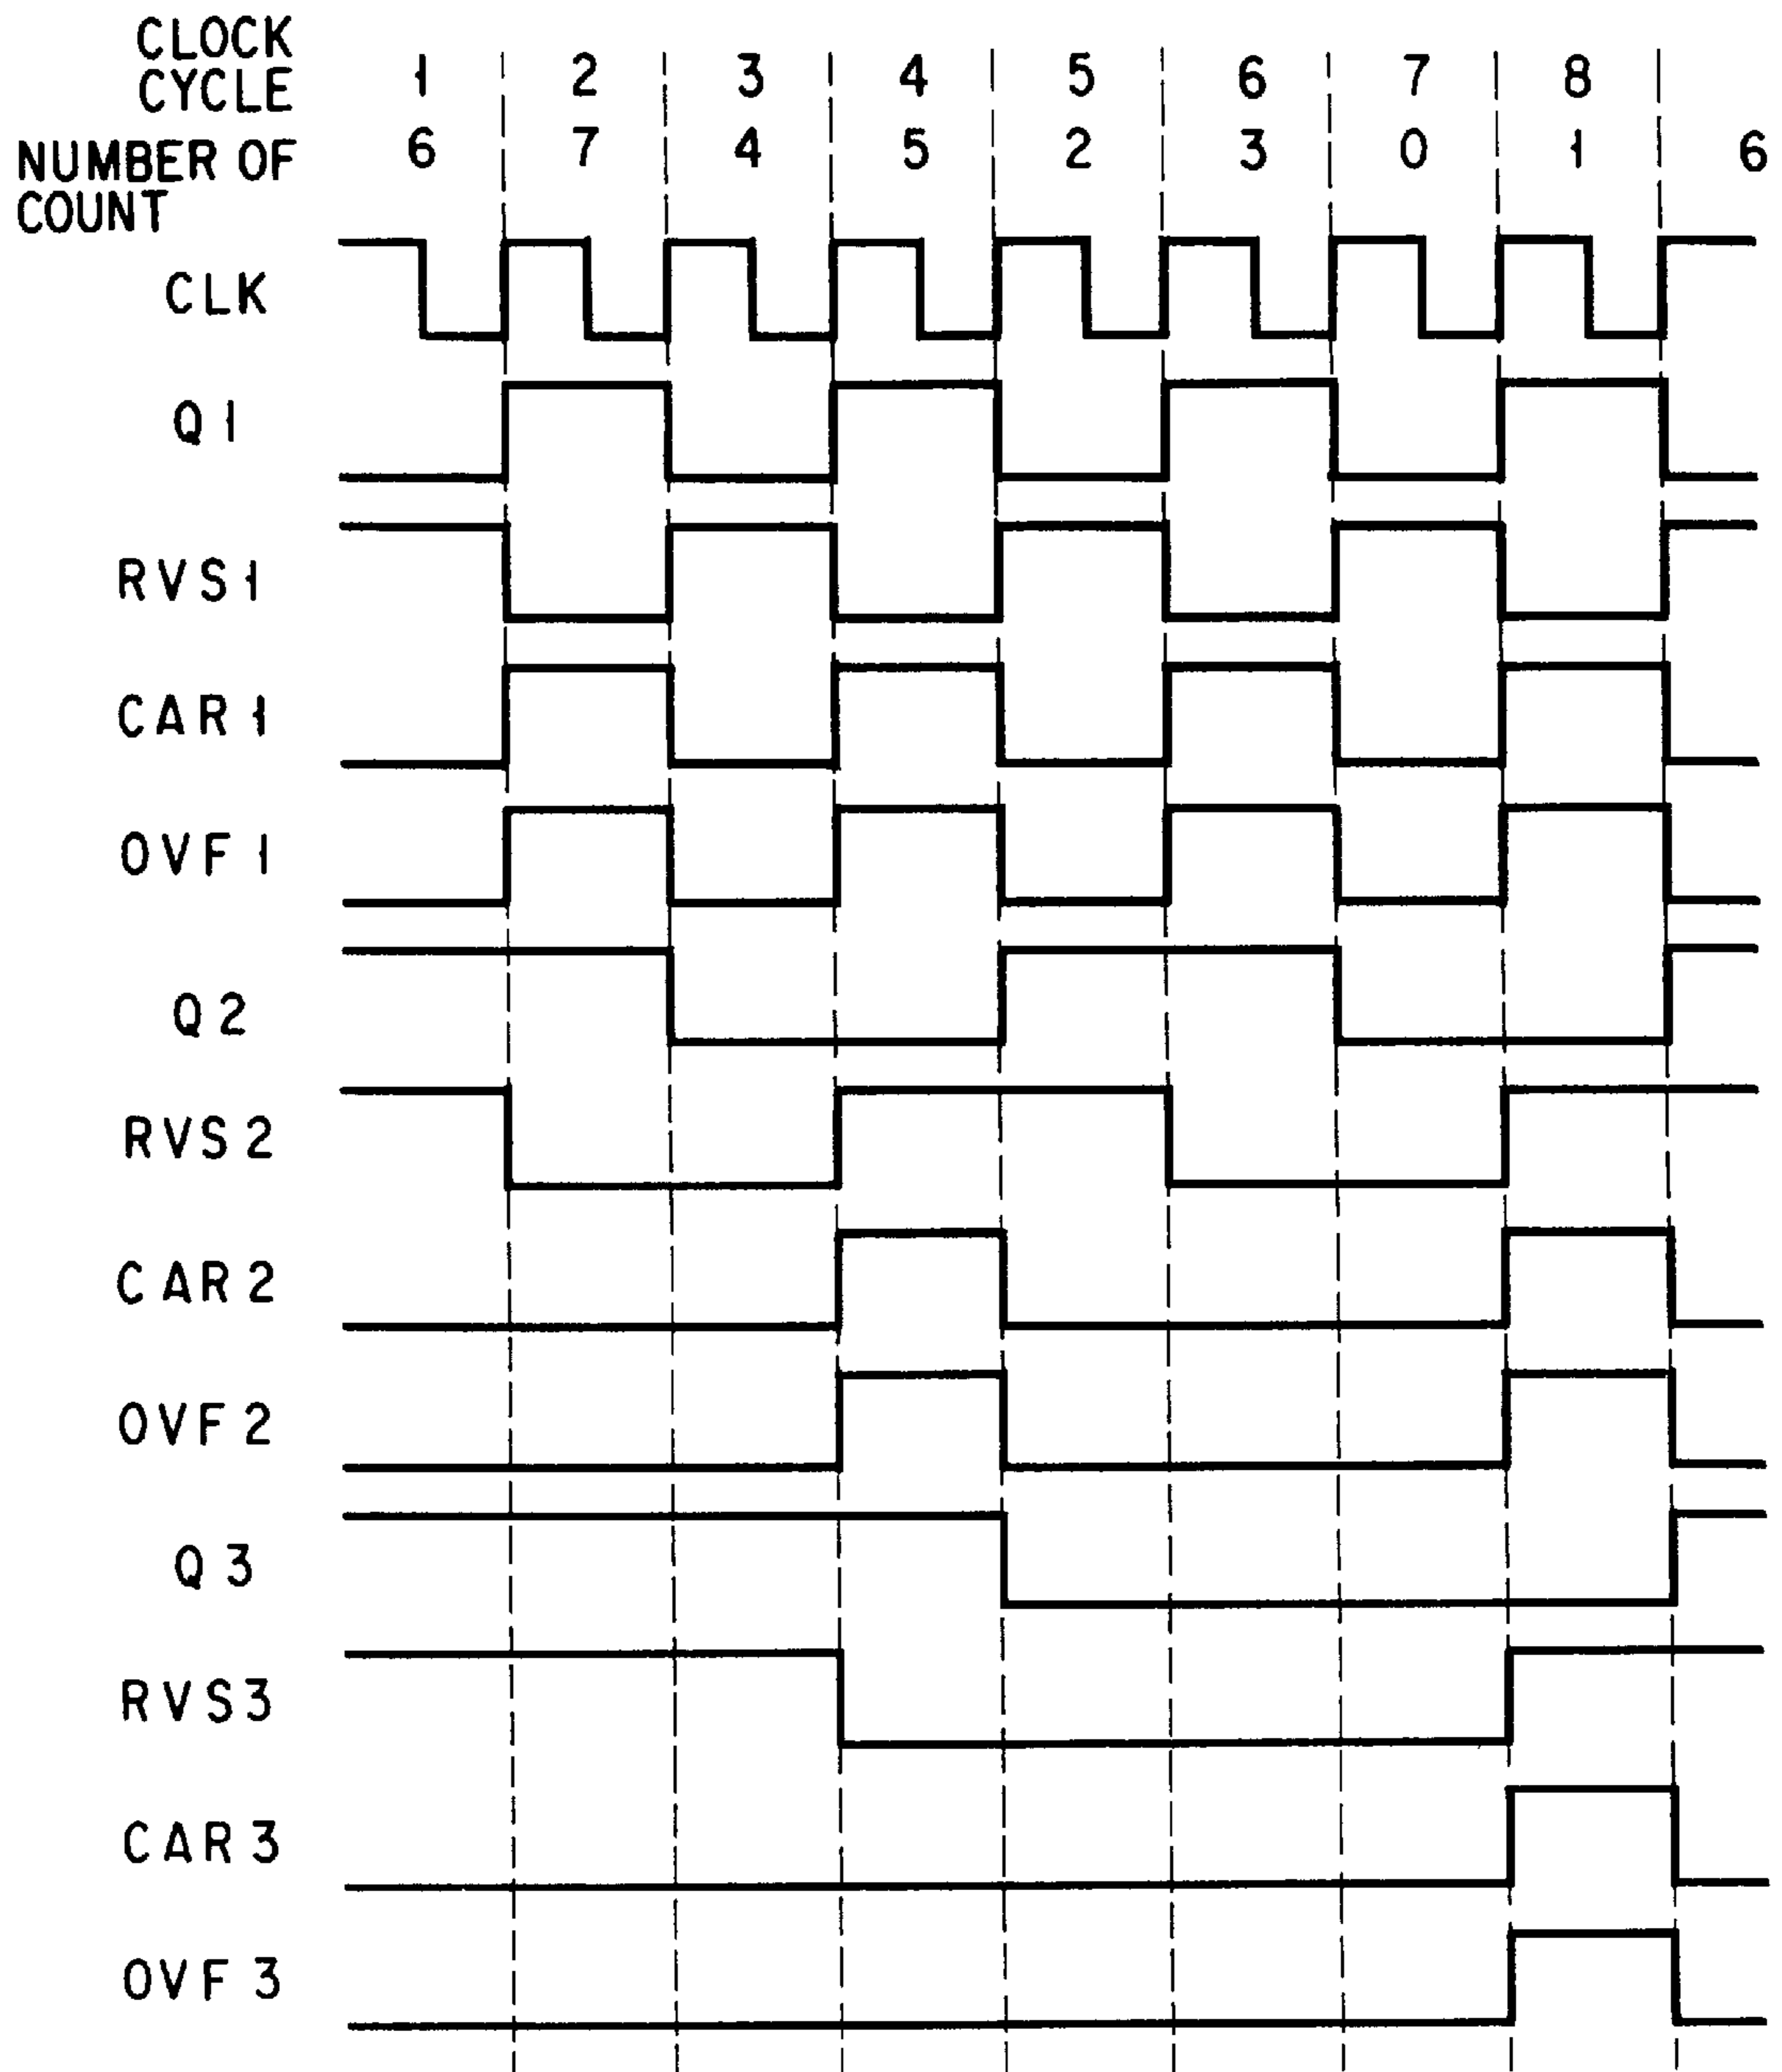 CLOCK
CYCLE 1 2 3 4 5 6 7 8
NUMBER OF
COUNT 6 7 4 5 2 3 0 1 6
CLK
Q1
RVS1
CAR1
OVF1
Q2
RVS2
CAR2
OVF2
Q3
RVS3
CAR3
OVF3